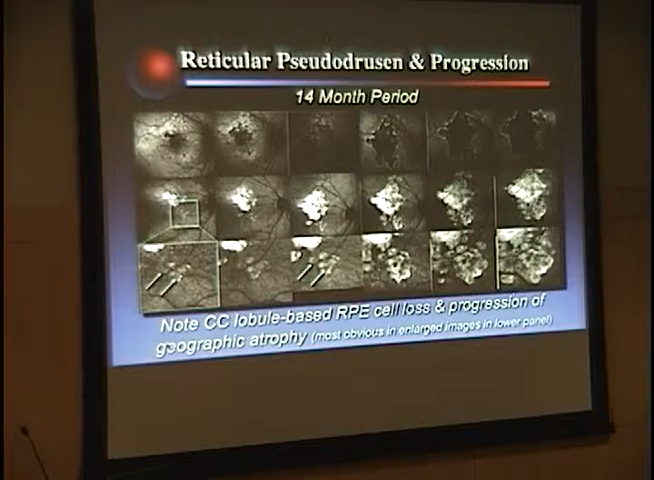 Reticular Pseudodrusen & Progression
14 Month Period
Note CC lobule-based RPE cell loss & progression of
geographic atrophy (most obvious in enlarged images in lower panel)